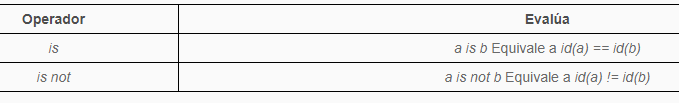 Operador Evalúa
is a is b Equivale a id(a) == id(b)
is not a is not b Equivale a id(a) != id(b)